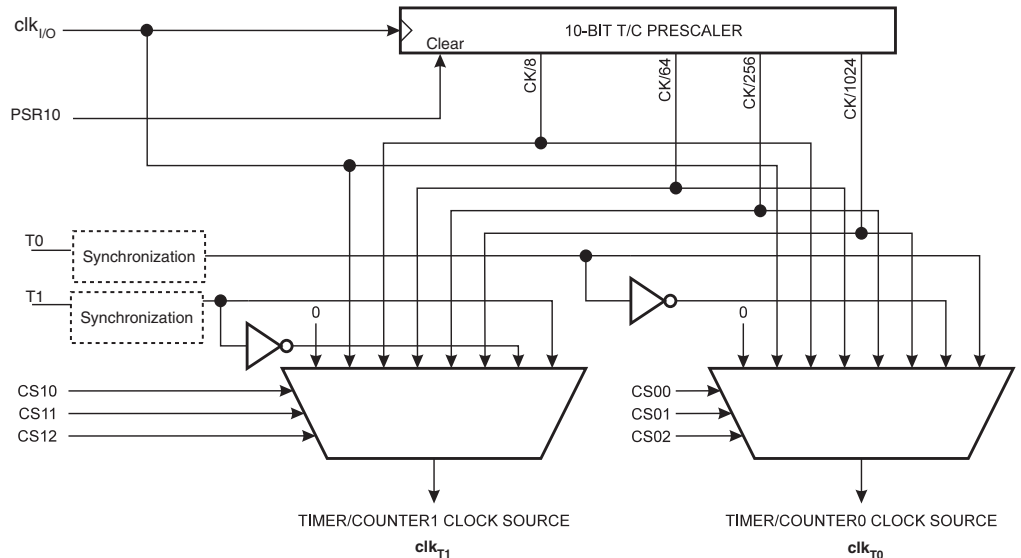 clkI/O
10-BIT T/C PRESCALER
Clear
PSR10
CK/8
CK/64
CK/256
CK/1024
T0
Synchronization
T1
Synchronization
0
0
CS10
CS11
CS12
CS00
CS01
CS02
TIMER/COUNTER1 CLOCK SOURCE
clkT1
TIMER/COUNTER0 CLOCK SOURCE
clkT0